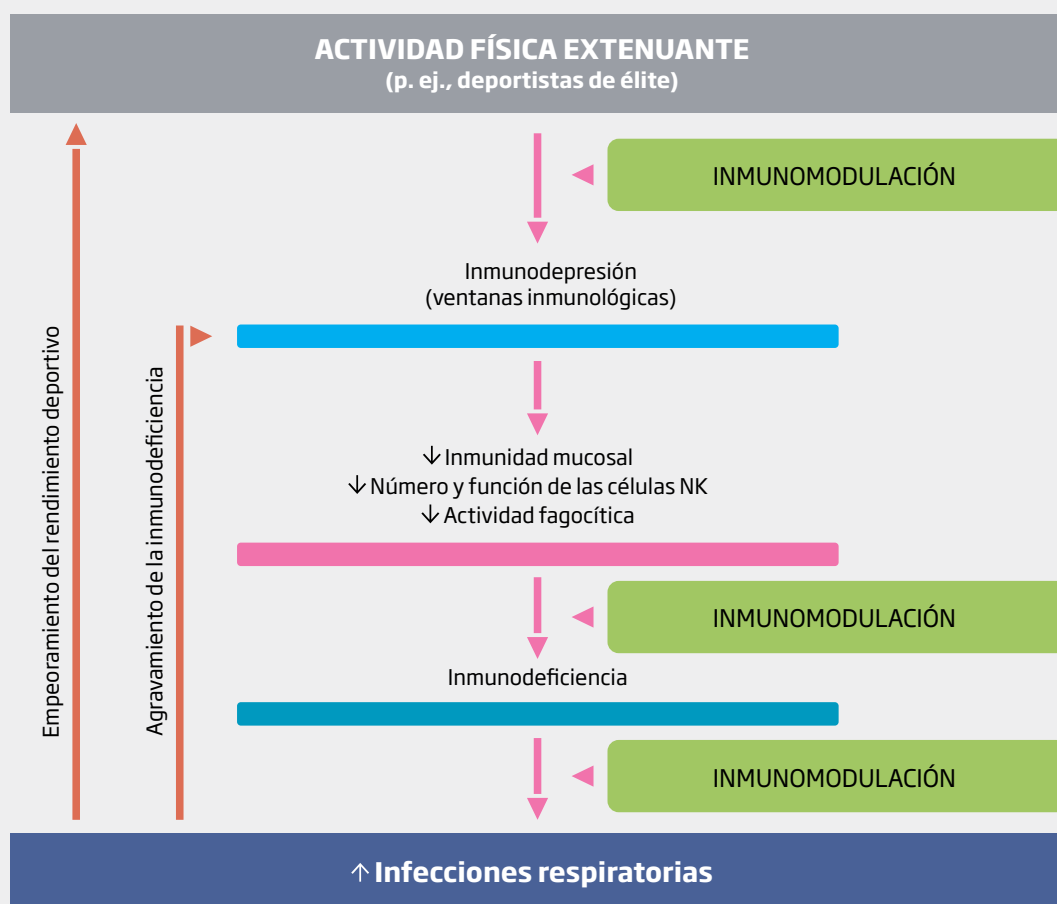 ACTIVIDAD FÍSICA EXTENUANTE
(p. ej., deportistas de élite)
INMUNOMODULACIÓN
Inmunodepresión
(ventanas inmunológicas)
Empeoramiento del rendimiento deportivo
Agravamiento de la inmunodeficiencia
↓ Inmunidad mucosal
↓ Número y función de las células NK
↓ Actividad fagocítica
INMUNOMODULACIÓN
Inmunodeficiencia
INMUNOMODULACIÓN
↑ Infecciones respiratorias